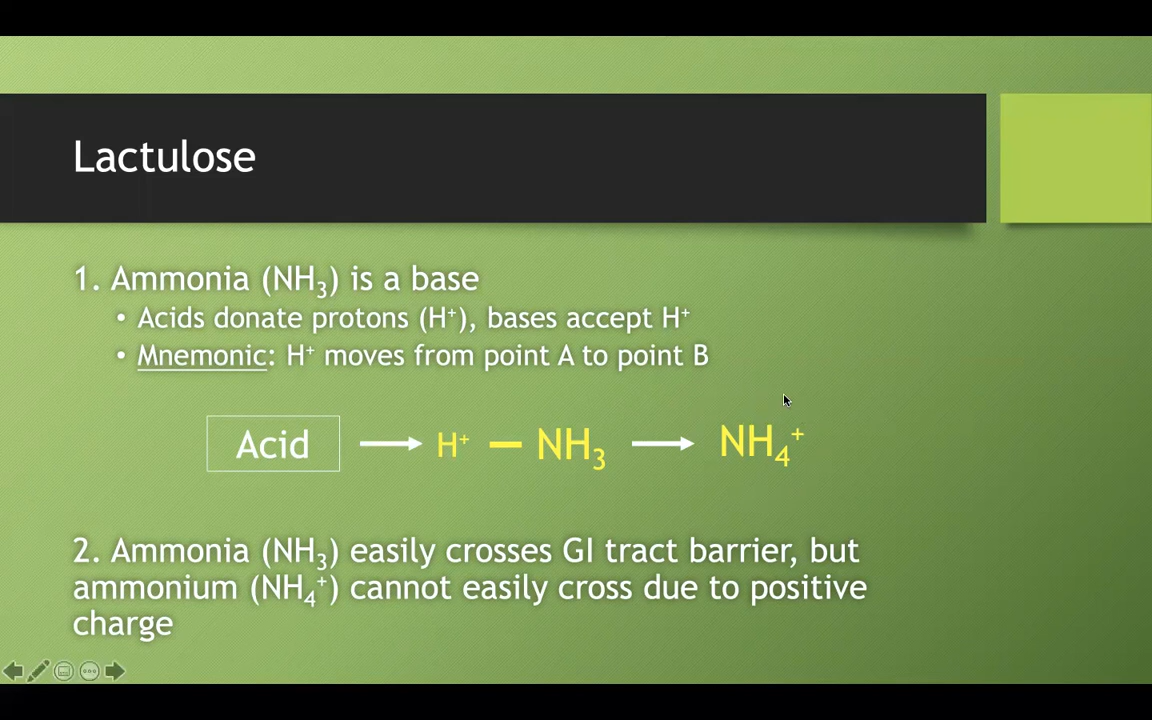 Lactulose
1. Ammonia (NH₃) is a base
• Acids donate protons (H⁺), bases accept H⁺
• Mnemonic: H⁺ moves from point A to point B
Acid → H⁺ — NH₃ → NH₄⁺
2. Ammonia (NH₃) easily crosses GI tract barrier, but
ammonium (NH₄⁺) cannot easily cross due to positive
charge